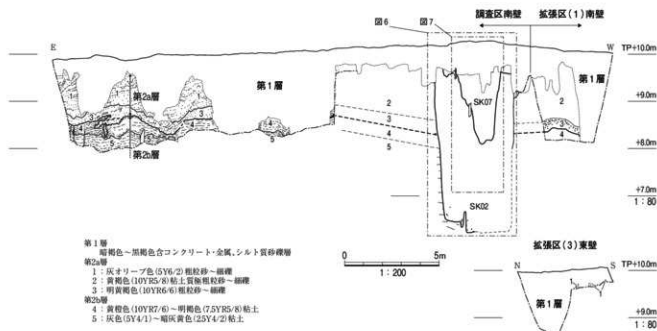 図6
図7
調査区南壁
拡張区(1)南壁
E
W
TP+10.0m
第2a層
第1層
第1層
1
2
3
4
5
第2b層
SK07
SK02
+9.0m
+8.0m
+7.0m
1:80
0
5m
1:200
第1層
暗褐色~黒褐色含コンクリート・金属、シルト質砂礫層
第2a層
1:灰オリーブ色(5Y6/2)粗粒砂~細礫
2:黄褐色(10YR5/8)粘土質極粗粒砂~細礫
3:明黄褐色(10YR6/6)粗粒砂~細礫
第2b層
4:黄橙色(10YR7/6)~明褐色(7.5YR5/8)粘土
5:灰色(5Y4/1)~暗灰黄色(2.5Y4/2)粘土
拡張区(3)東壁
N
S
TP+10.0m
第1層
1
+9.0m
1:80